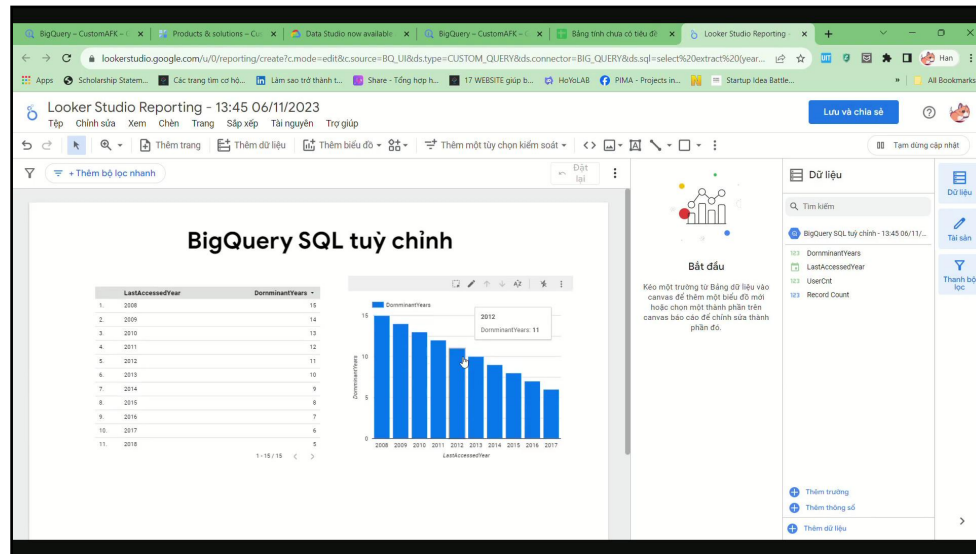 BigQuery – CustomAFK –
Products & solutions – Cus
Data Studio now available
BigQuery – CustomAFK –
Bảng tính chưa có tiêu đề
Looker Studio Reporting -
lookerstudio.google.com/u/0/reporting/create?c.mode=edit&c.source=BQ_UI&ds.type=CUSTOM_QUERY&ds.connector=BIG_QUERY&ds.sql=select%20extract%20(year...
Han
Apps
Scholarship Statem...
Các trang tìm cơ hộ...
Làm sao trở thành t...
Share - Tổng hợp h...
17 WEBSITE giúp b...
HoYoLAB
PIMA - Projects in...
Startup Idea Battle...
»
All Bookmarks
Looker Studio Reporting - 13:45 06/11/2023
Tệp Chỉnh sửa Xem Chèn Trang Sắp xếp Tài nguyên Trợ giúp
Lưu và chia sẻ
Thêm trang
Thêm dữ liệu
Thêm biểu đồ
Thêm một tùy chọn kiểm soát
Tạm dừng cập nhật
+ Thêm bộ lọc nhanh
Đặt lại
BigQuery SQL tuỳ chỉnh
LastAccessedYear DornminantYears
1. 2008 15
2. 2009 14
3. 2010 13
4. 2011 12
5. 2012 11
6. 2013 10
7. 2014 9
8. 2015 8
9. 2016 7
10. 2017 6
11. 2018 5
1 - 15 / 15
DornminantYears
2012
DornminantYears: 11
15
10
5
0
DornminantYears
2008 2009 2010 2011 2012 2013 2014 2015 2016 2017
LastAccessedYear
Bắt đầu
Kéo một trường từ Bảng dữ liệu vào
canvas để thêm một biểu đồ mới
hoặc chọn một thành phần trên
canvas báo cáo để chỉnh sửa thành
phần đó.
Dữ liệu
Tìm kiếm
BigQuery SQL tuỳ chỉnh - 13:45 06/11/...
123 DornminantYears
LastAccessedYear
123 UserCnt
123 Record Count
Thêm trường
Thêm thông số
Thêm dữ liệu
Dữ liệu
Tài sản
Thanh bộ
lọc